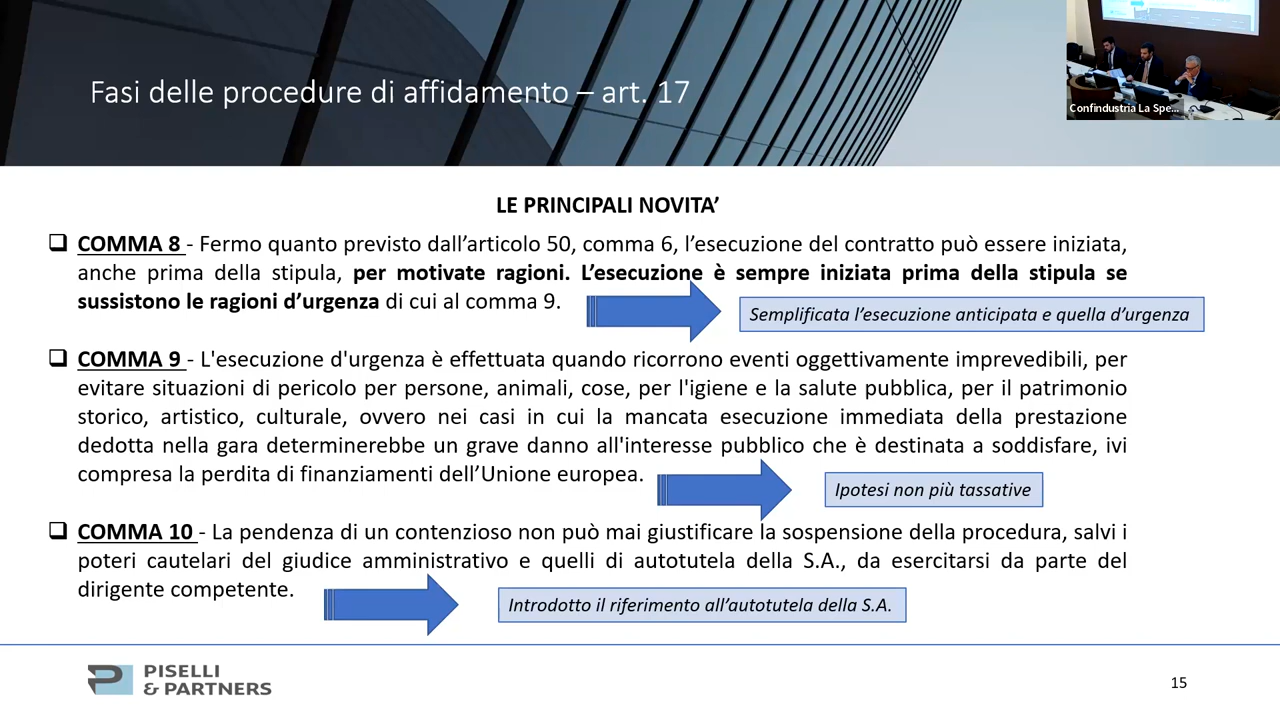 Fasi delle procedure di affidamento – art. 17
Confindustria La Spe...
LE PRINCIPALI NOVITA’
❑ COMMA 8 - Fermo quanto previsto dall’articolo 50, comma 6, l’esecuzione del contratto può essere iniziata,
anche prima della stipula, per motivate ragioni. L’esecuzione è sempre iniziata prima della stipula se
sussistono le ragioni d’urgenza di cui al comma 9.
Semplificata l’esecuzione anticipata e quella d’urgenza
❑ COMMA 9 - L'esecuzione d'urgenza è effettuata quando ricorrono eventi oggettivamente imprevedibili, per
evitare situazioni di pericolo per persone, animali, cose, per l'igiene e la salute pubblica, per il patrimonio
storico, artistico, culturale, ovvero nei casi in cui la mancata esecuzione immediata della prestazione
dedotta nella gara determinerebbe un grave danno all'interesse pubblico che è destinata a soddisfare, ivi
compresa la perdita di finanziamenti dell’Unione europea.
Ipotesi non più tassative
❑ COMMA 10 - La pendenza di un contenzioso non può mai giustificare la sospensione della procedura, salvi i
poteri cautelari del giudice amministrativo e quelli di autotutela della S.A., da esercitarsi da parte del
dirigente competente.
Introdotto il riferimento all’autotutela della S.A.
PISELLI
& PARTNERS
15